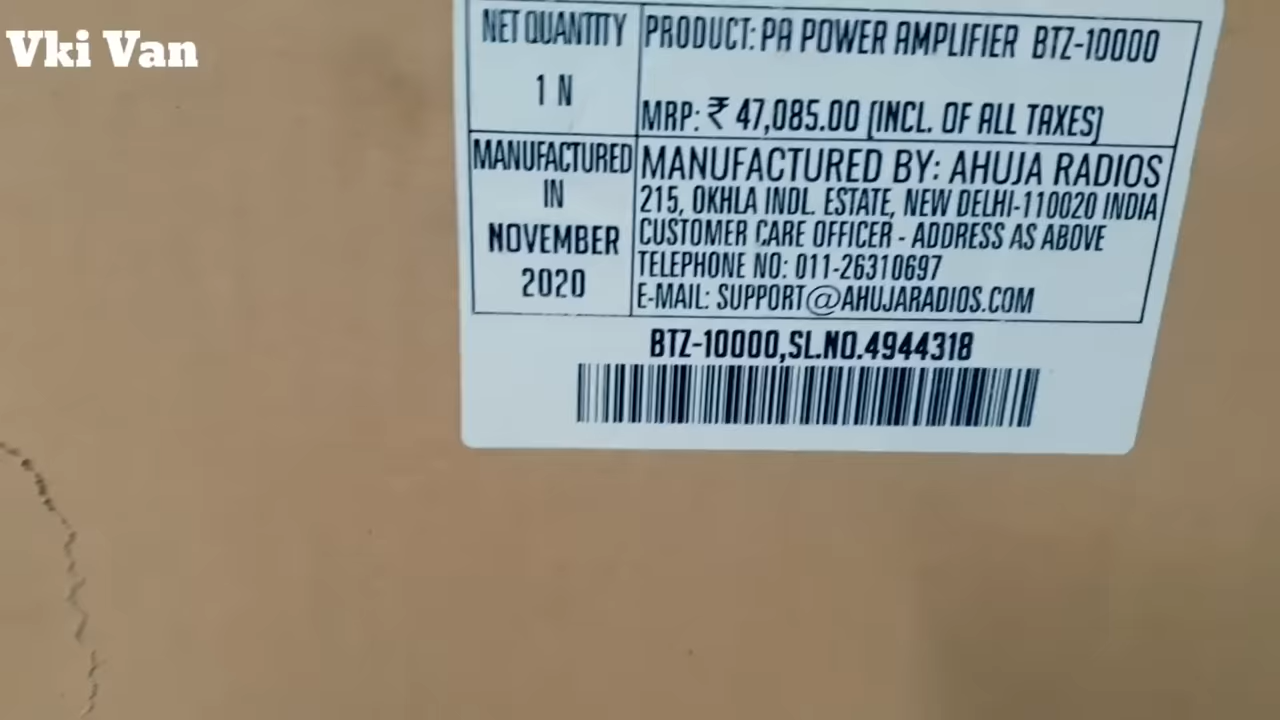 Vki Van
NET QUANTITY
1 N
PRODUCT: PA POWER AMPLIFIER BTZ-10000
MRP: ₹ 47,085.00 (INCL. OF ALL TAXES)
MANUFACTURED
IN
NOVEMBER
2020
MANUFACTURED BY: AHUJA RADIOS
215, OKHLA INDL. ESTATE, NEW DELHI-110020 INDIA
CUSTOMER CARE OFFICER - ADDRESS AS ABOVE
TELEPHONE NO: 011-26310697
E-MAIL: SUPPORT@AHUJARADIOS.COM
BTZ-10000,SL.NO.4944318